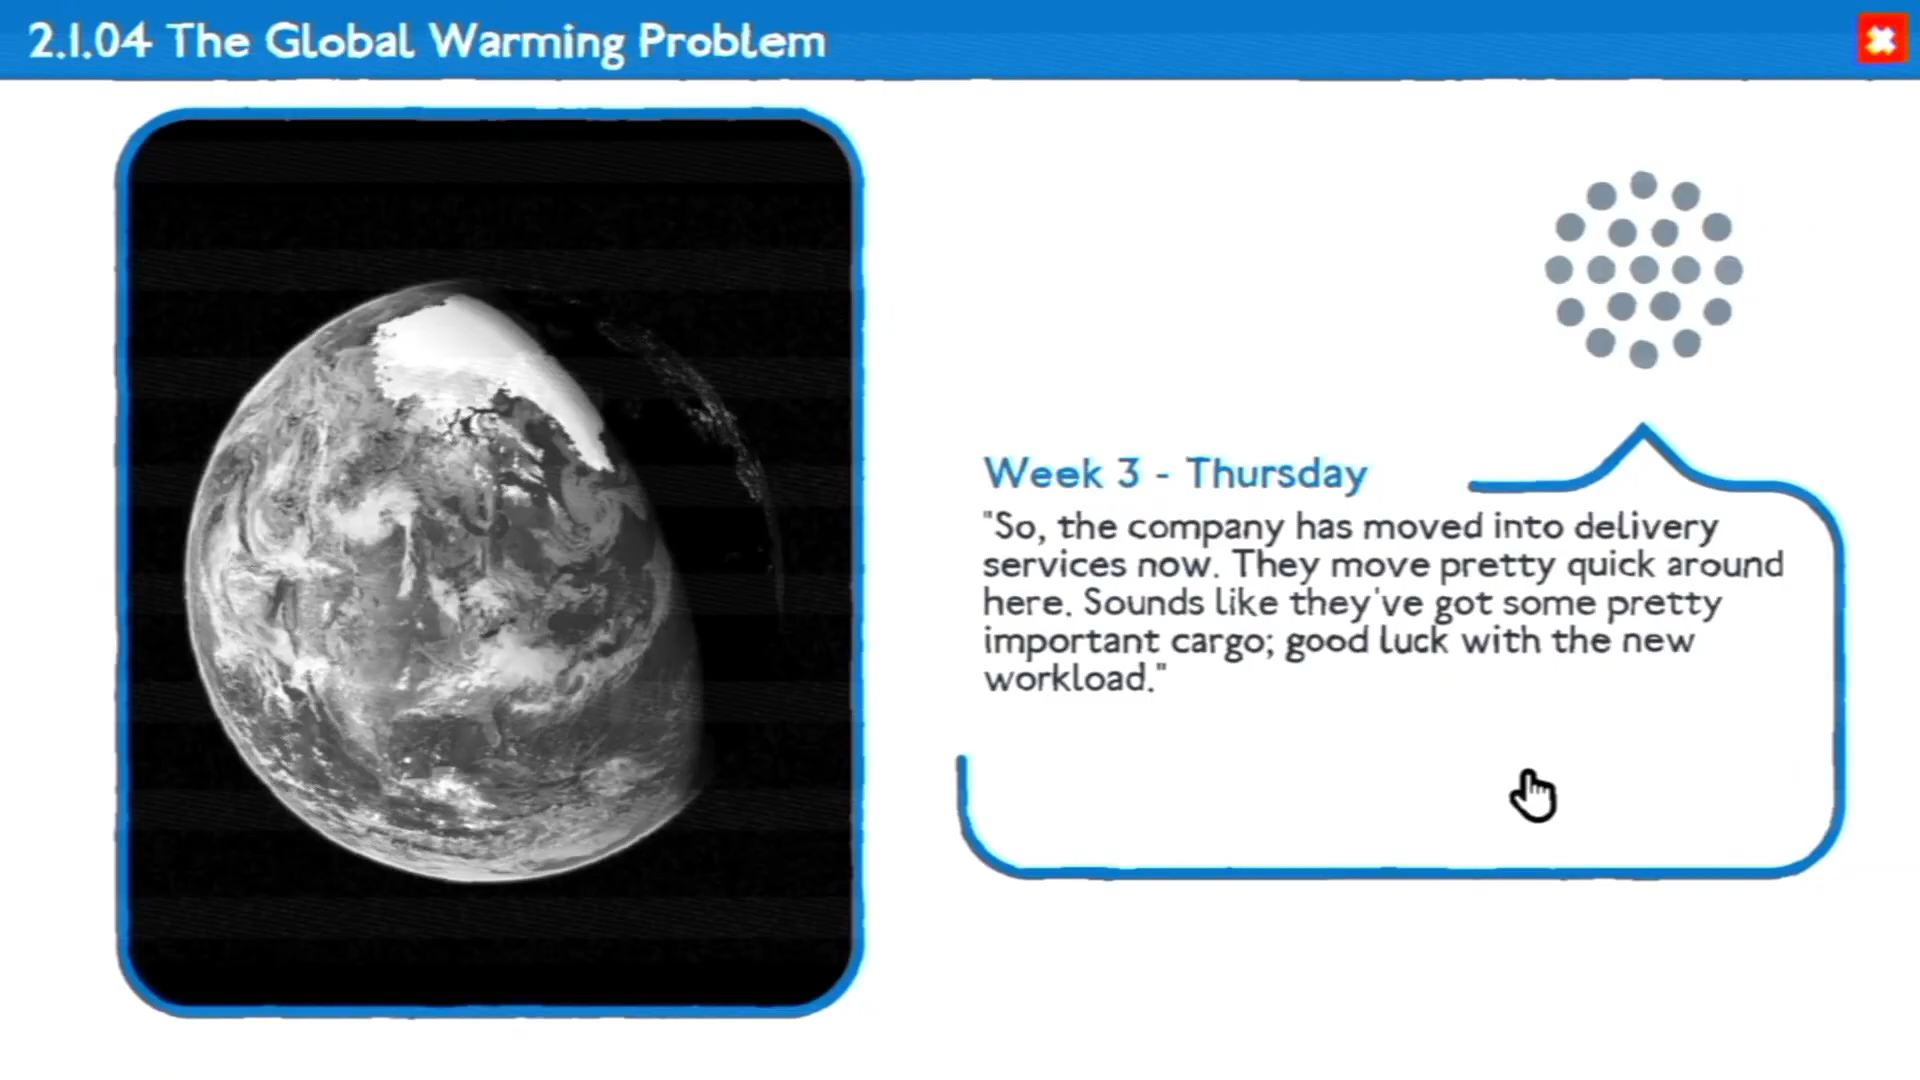 2.1.04 The Global Warming Problem
Week 3 - Thursday
"So, the company has moved into delivery
services now. They move pretty quick around
here. Sounds like they've got some pretty
important cargo; good luck with the new
workload."